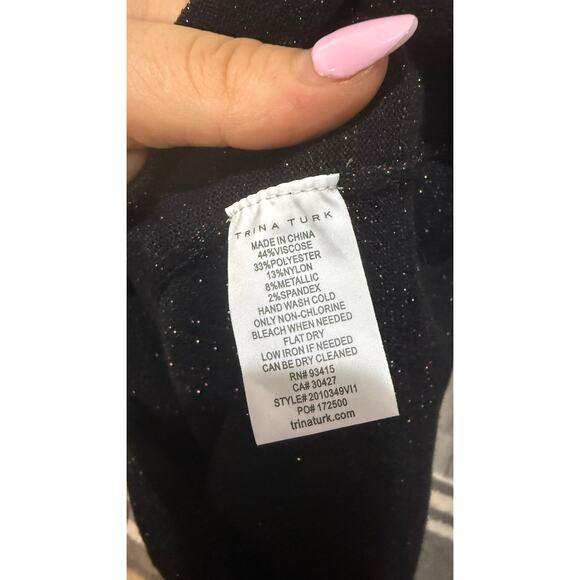 TRINA TURK
MADE IN CHINA
44%VISCOSE
33%POLYESTER
13%NYLON
8%METALLIC
2%SPANDEX
HAND WASH COLD
ONLY NON-CHLORINE
BLEACH WHEN NEEDED
FLAT DRY
LOW IRON IF NEEDED
CAN BE DRY CLEANED
RN# 93415
CA# 30427
STYLE# 2010349VI1
PO# 172500
trinaturk.com